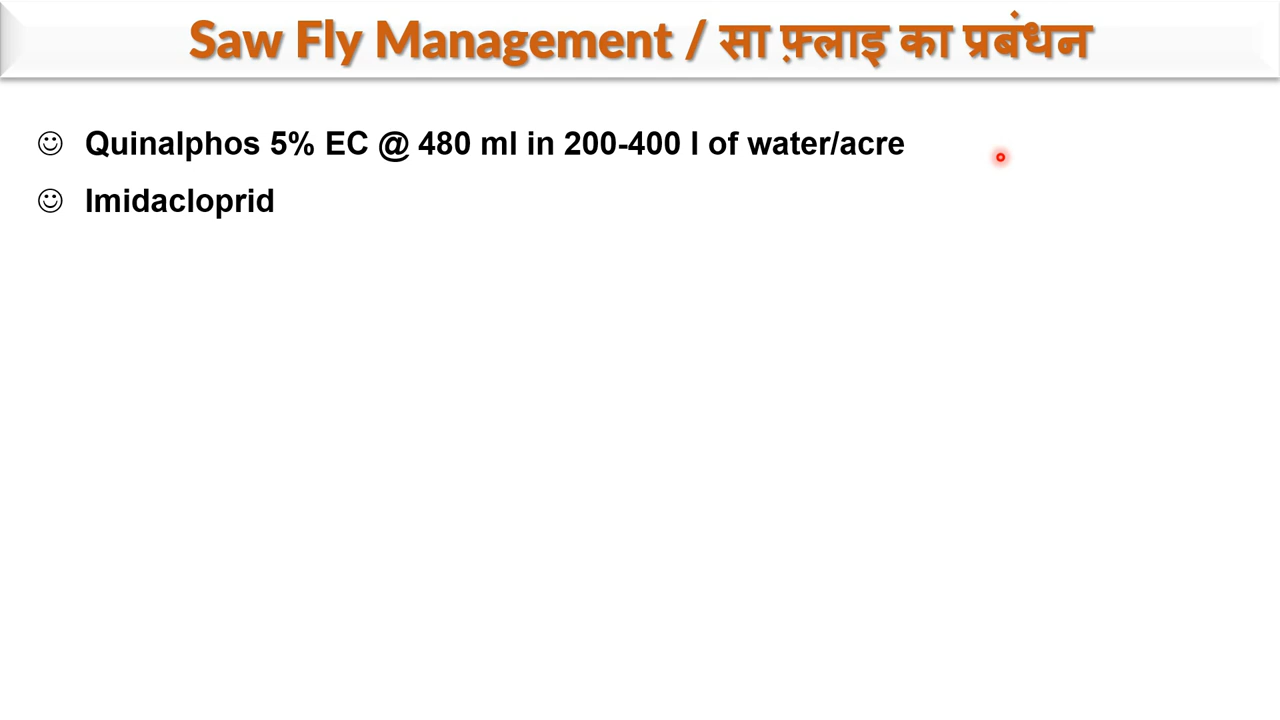 Saw Fly Management / सा फ़्लाइ का प्रबंधन
Quinalphos 5% EC @ 480 ml in 200-400 l of water/acre
Imidacloprid